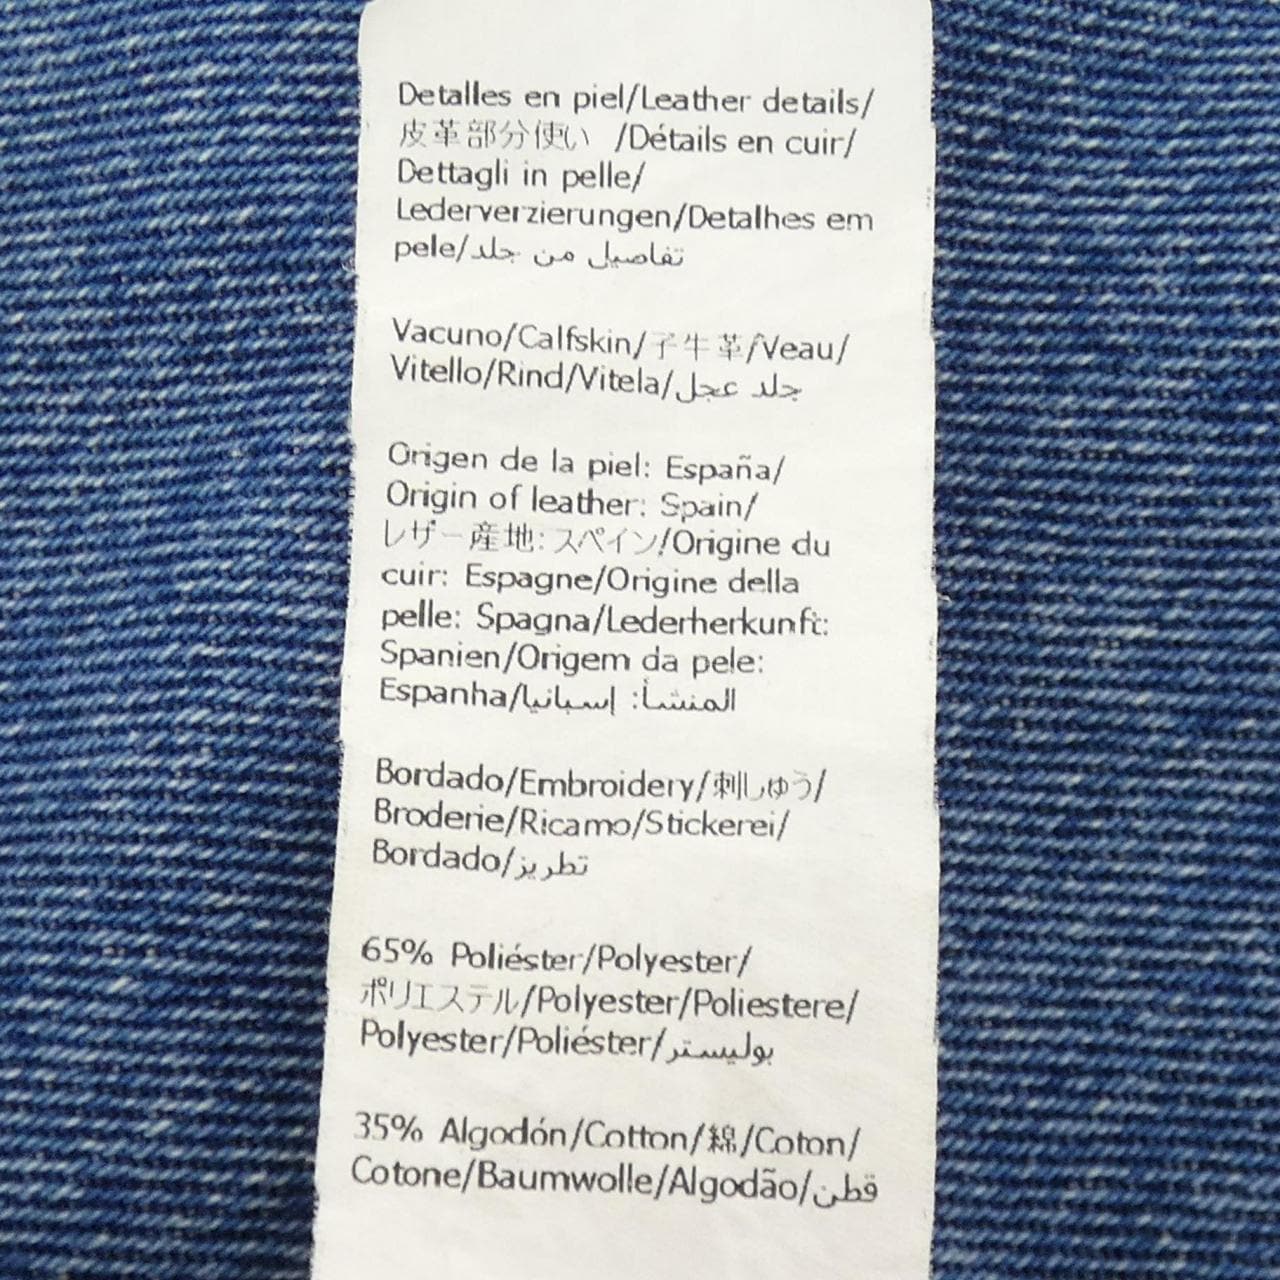 Detalles en piel/Leather details/
皮革部分使い /Détails en cuir/
Dettagli in pelle/
Lederverzierungen/Detalhes em
pele/تفاصيل من جلد
Vacuno/Calfskin/子牛革/Veau/
Vitello/Rind/Vitela/جلد عجل
Origen de la piel: España/
Origin of leather: Spain/
レザー産地: スペイン/Origine du
cuir: Espagne/Origine della
pelle: Spagna/Lederherkunft:
Spanien/Origem da pele:
Espanha/المنشأ: إسبانيا
Bordado/Embroidery/刺しゅう/
Broderie/Ricamo/Stickerei/
Bordado/تطريز
65% Poliéster/Polyester/
ポリエステル/Polyester/Poliestere/
Polyester/Poliéster/بوليستر
35% Algodón/Cotton/綿/Coton/
Cotone/Baumwolle/Algodão/قطن